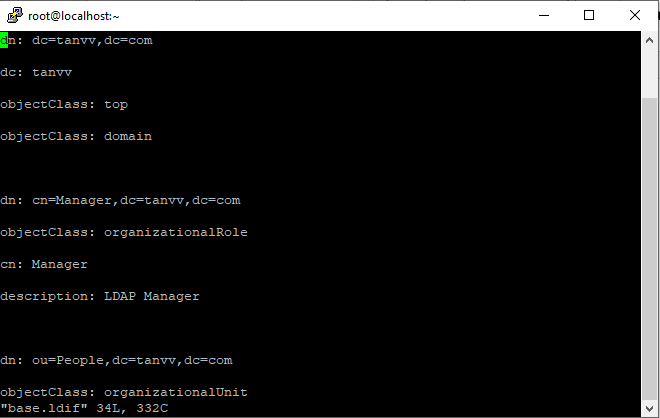 root@localhost:~
dn: dc=tanvv,dc=com
dc: tanvv
objectClass: top
objectClass: domain
dn: cn=Manager,dc=tanvv,dc=com
objectClass: organizationalRole
cn: Manager
description: LDAP Manager
dn: ou=People,dc=tanvv,dc=com
objectClass: organizationalUnit
"base.ldif" 34L, 332C